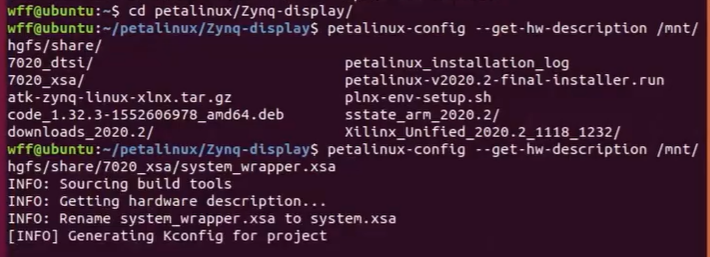 wff@ubuntu:~$ cd petalinux/Zynq-display/
wff@ubuntu:~/petalinux/Zynq-display$ petalinux-config --get-hw-description /mnt/
hgfs/share/
7020_dtsi/ petalinux_installation_log
7020_xsa/ petalinux-v2020.2-final-installer.run
atk-zynq-linux-xlnx.tar.gz plnx-env-setup.sh
code_1.32.3-1552606978_amd64.deb sstate_arm_2020.2/
downloads_2020.2/ Xilinx_Unified_2020.2_1118_1232/
wff@ubuntu:~/petalinux/Zynq-display$ petalinux-config --get-hw-description /mnt/
hgfs/share/7020_xsa/system_wrapper.xsa
INFO: Sourcing build tools
INFO: Getting hardware description...
INFO: Rename system_wrapper.xsa to system.xsa
[INFO] Generating Kconfig for project